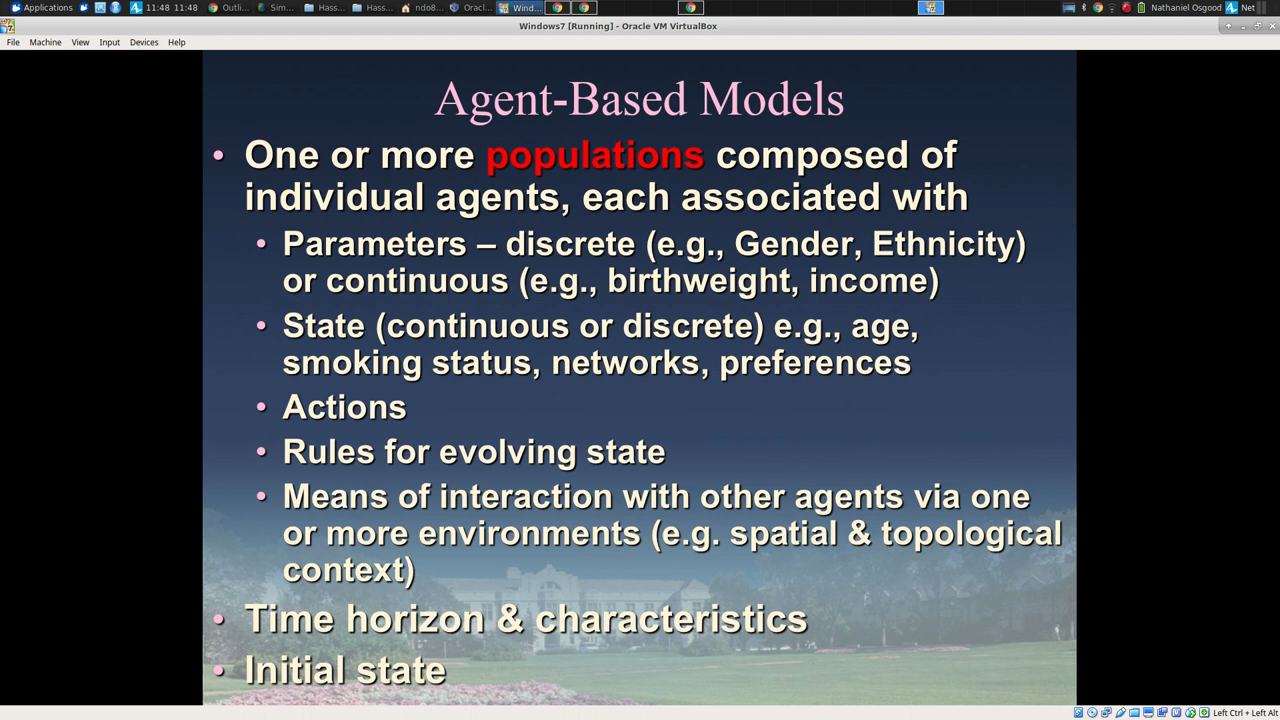 Applications 11:48 11:48 Outli... Sim... Hass... Hass... ndo8... Oracl... Wind... Nathaniel Osgood Net
Windows7 [Running] - Oracle VM VirtualBox
File Machine View Input Devices Help
Agent-Based Models
• One or more populations composed of
individual agents, each associated with
• Parameters – discrete (e.g., Gender, Ethnicity)
or continuous (e.g., birthweight, income)
• State (continuous or discrete) e.g., age,
smoking status, networks, preferences
• Actions
• Rules for evolving state
• Means of interaction with other agents via one
or more environments (e.g. spatial & topological
context)
• Time horizon & characteristics
• Initial state
Left Ctrl + Left Alt